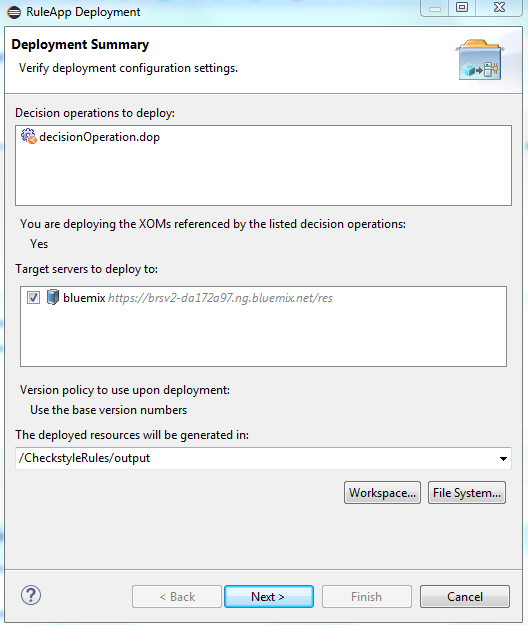 RuleApp Deployment
Deployment Summary
Verify deployment configuration settings.
Decision operations to deploy:
decisionOperation.dop
You are deploying the XOMs referenced by the listed decision operations:
Yes
Target servers to deploy to:
bluemix https://brsv2-da172a97.ng.bluemix.net/res
Version policy to use upon deployment:
Use the base version numbers
The deployed resources will be generated in:
/CheckstyleRules/output
Workspace... File System...
? < Back Next > Finish Cancel